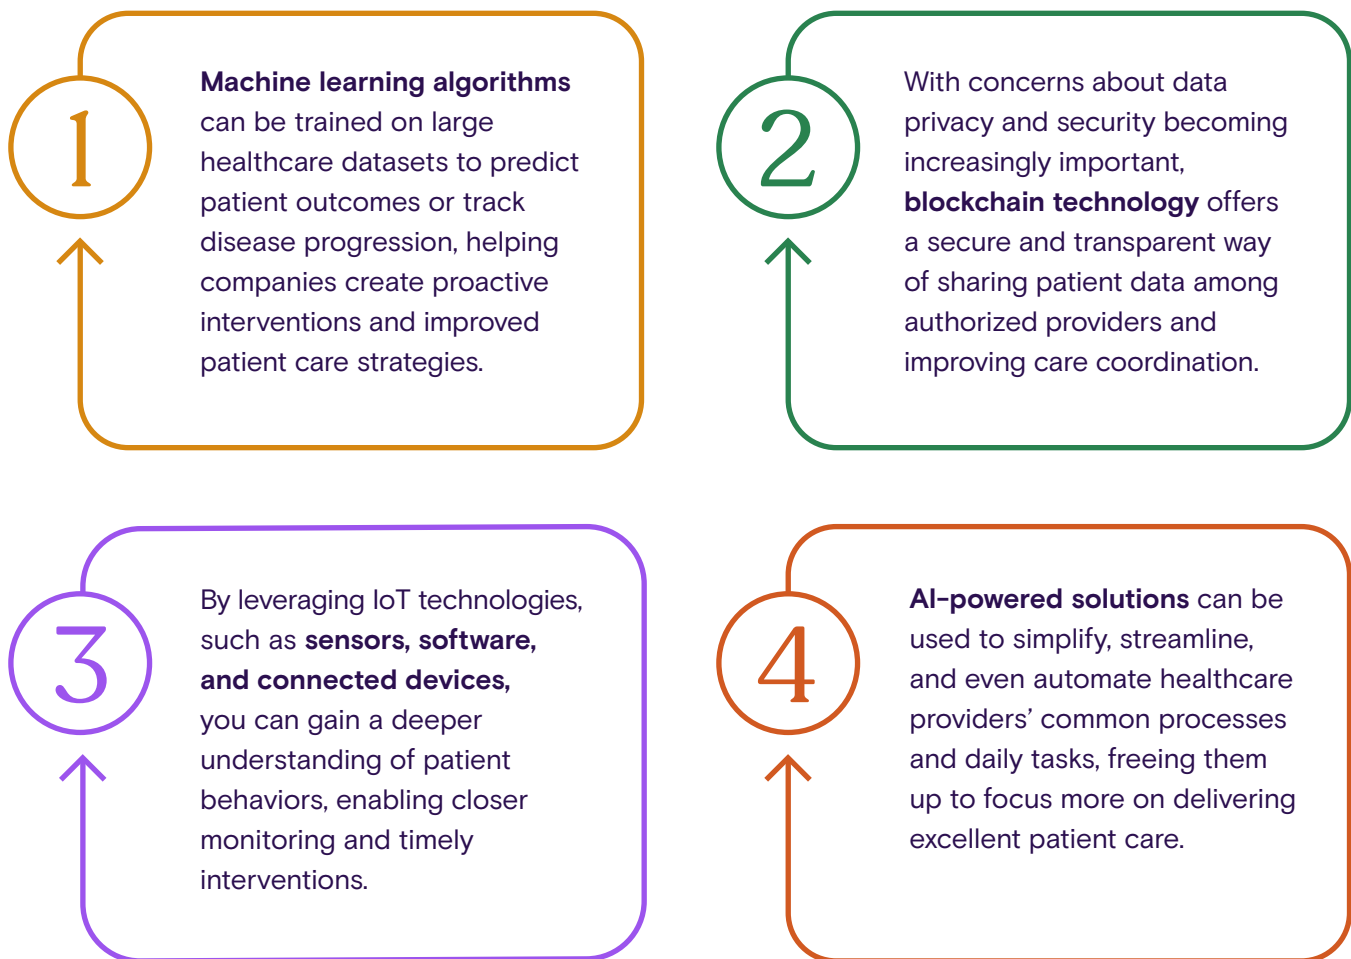 1
Machine learning algorithms
can be trained on large
healthcare datasets to predict
patient outcomes or track
disease progression, helping
companies create proactive
interventions and improved
patient care strategies.
2
With concerns about data
privacy and security becoming
increasingly important,
blockchain technology offers
a secure and transparent way
of sharing patient data among
authorized providers and
improving care coordination.
3
By leveraging IoT technologies,
such as sensors, software,
and connected devices,
you can gain a deeper
understanding of patient
behaviors, enabling closer
monitoring and timely
interventions.
4
AI-powered solutions can be
used to simplify, streamline,
and even automate healthcare
providers’ common processes
and daily tasks, freeing them
up to focus more on delivering
excellent patient care.